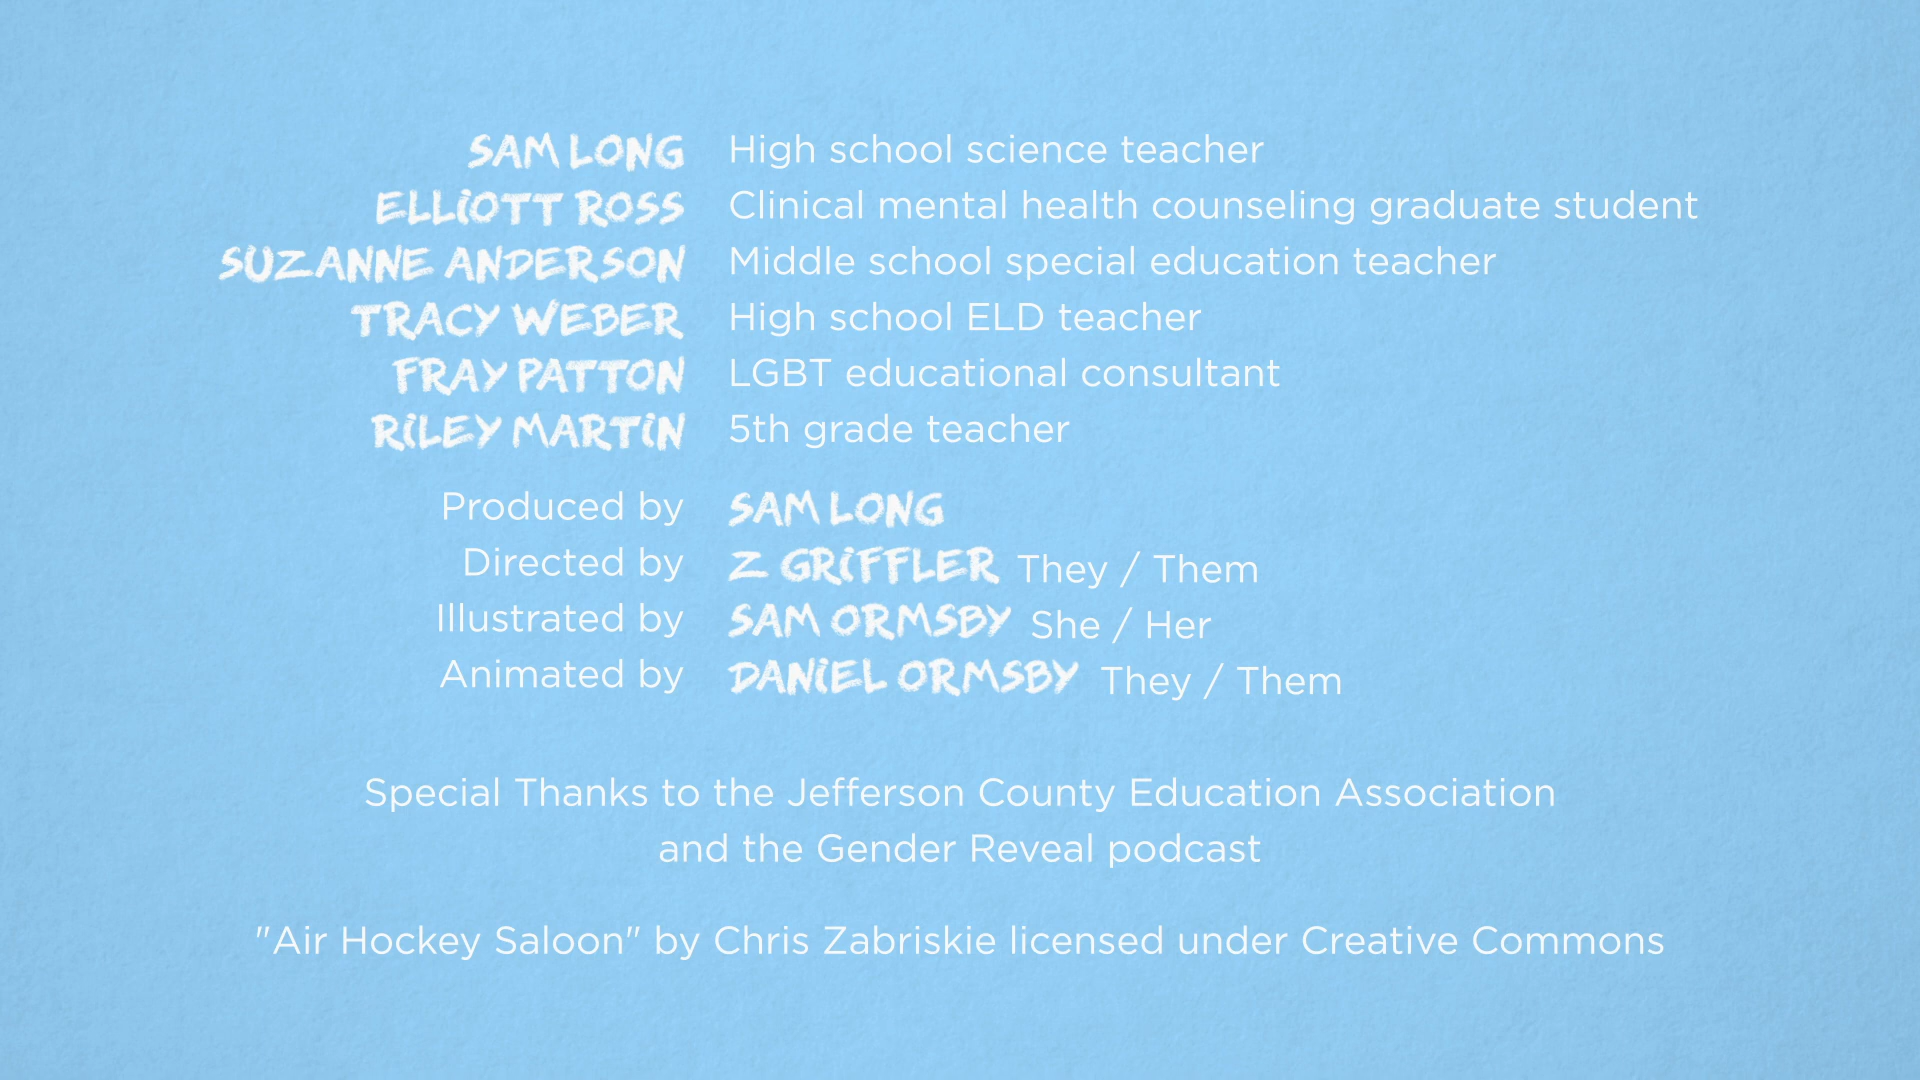 SAM LONG High school science teacher
ELLIOTT ROSS Clinical mental health counseling graduate student
SUZANNE ANDERSON Middle school special education teacher
TRACY WEBER High school ELD teacher
FRAY PATTON LGBT educational consultant
RILEY MARTIN 5th grade teacher
Produced by SAM LONG
Directed by Z GRIFFLER They / Them
Illustrated by SAM ORMSBY She / Her
Animated by DANIEL ORMSBY They / Them
Special Thanks to the Jefferson County Education Association
and the Gender Reveal podcast
"Air Hockey Saloon" by Chris Zabriskie licensed under Creative Commons